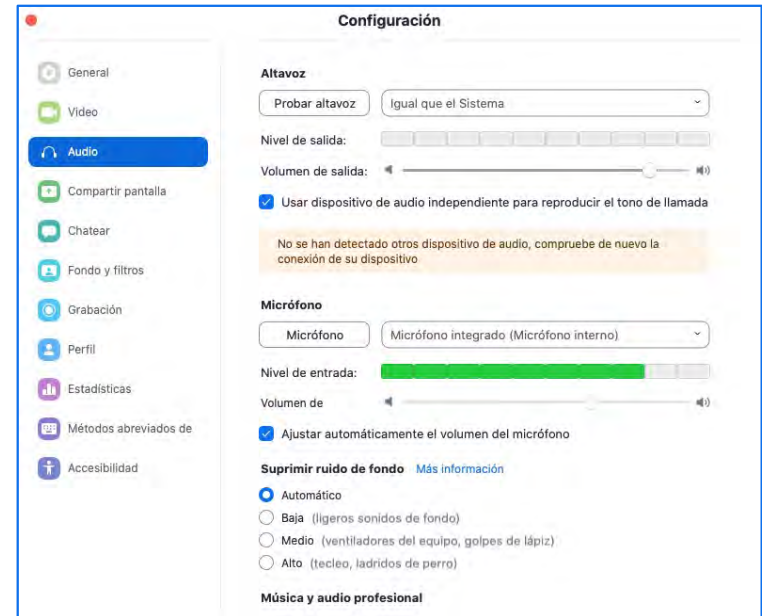 Configuración
General
Video
Audio
Compartir pantalla
Chatear
Fondo y filtros
Grabación
Perfil
Estadísticas
Métodos abreviados de
Accesibilidad
Altavoz
Probar altavoz
Igual que el Sistema
Nivel de salida:
Volumen de salida:
Usar dispositivo de audio independiente para reproducir el tono de llamada
No se han detectado otros dispositivo de audio, compruebe de nuevo la
conexión de su dispositivo
Micrófono
Micrófono
Micrófono integrado (Micrófono interno)
Nivel de entrada:
Volumen de
Ajustar automáticamente el volumen del micrófono
Suprimir ruido de fondo Más información
Automático
Baja (ligeros sonidos de fondo)
Medio (ventiladores del equipo, golpes de lápiz)
Alto (tecleo, ladridos de perro)
Música y audio profesional